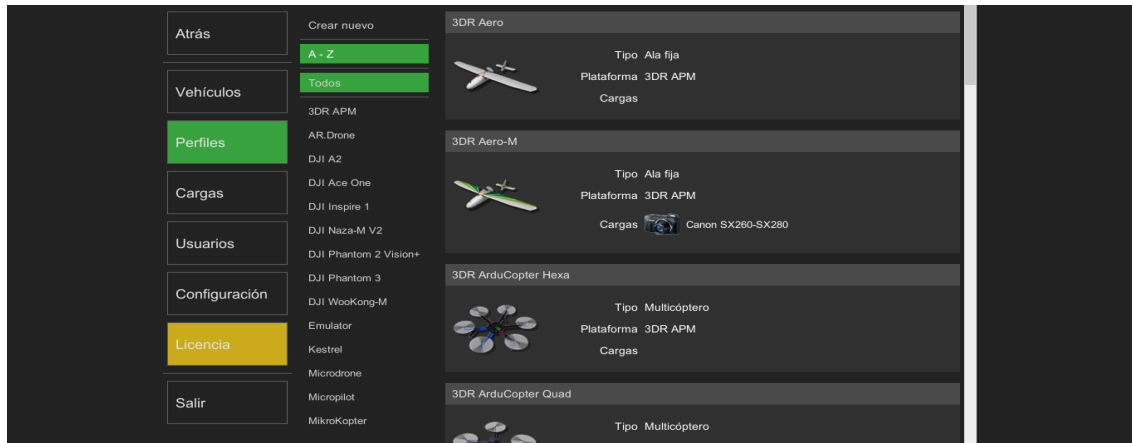 Atrás
Vehículos
Perfiles
Cargas
Usuarios
Configuración
Licencia
Salir
Crear nuevo
A - Z
Todos
3DR APM
AR.Drone
DJI A2
DJI Ace One
DJI Inspire 1
DJI Naza-M V2
DJI Phantom 2 Vision+
DJI Phantom 3
DJI WooKong-M
Emulator
Kestrel
Microdrone
Micropilot
MikroKopter
3DR Aero
Tipo Ala fija
Plataforma 3DR APM
Cargas
3DR Aero-M
Tipo Ala fija
Plataforma 3DR APM
Cargas Canon SX260-SX280
3DR ArduCopter Hexa
Tipo Multicóptero
Plataforma 3DR APM
Cargas
3DR ArduCopter Quad
Tipo Multicóptero